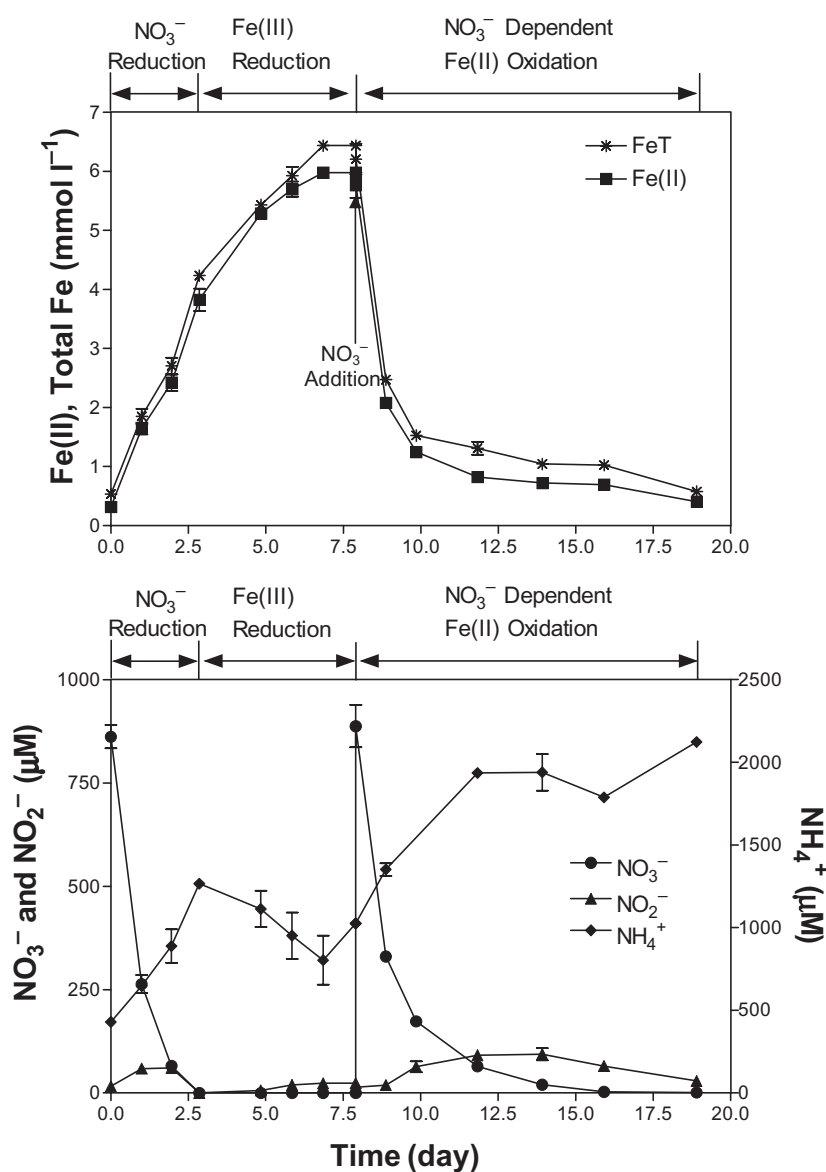 NO₃⁻ Fe(III) NO₃⁻ Dependent
Reduction Reduction Fe(II) Oxidation
Fe(II), Total Fe (mmol l⁻¹)
7
6
5
4
3
2
1
0
FeT
Fe(II)
NO₃⁻
Addition
0.0 2.5 5.0 7.5 10.0 12.5 15.0 17.5 20.0
NO₃⁻ Fe(III) NO₃⁻ Dependent
Reduction Reduction Fe(II) Oxidation
NO₃⁻ and NO₂⁻ (μM)
1000
750
500
250
0
2500
2000
1500
1000
500
0
NH₄⁺ (μM)
NO₃⁻
NO₂⁻
NH₄⁺
0.0 2.5 5.0 7.5 10.0 12.5 15.0 17.5 20.0
Time (day)